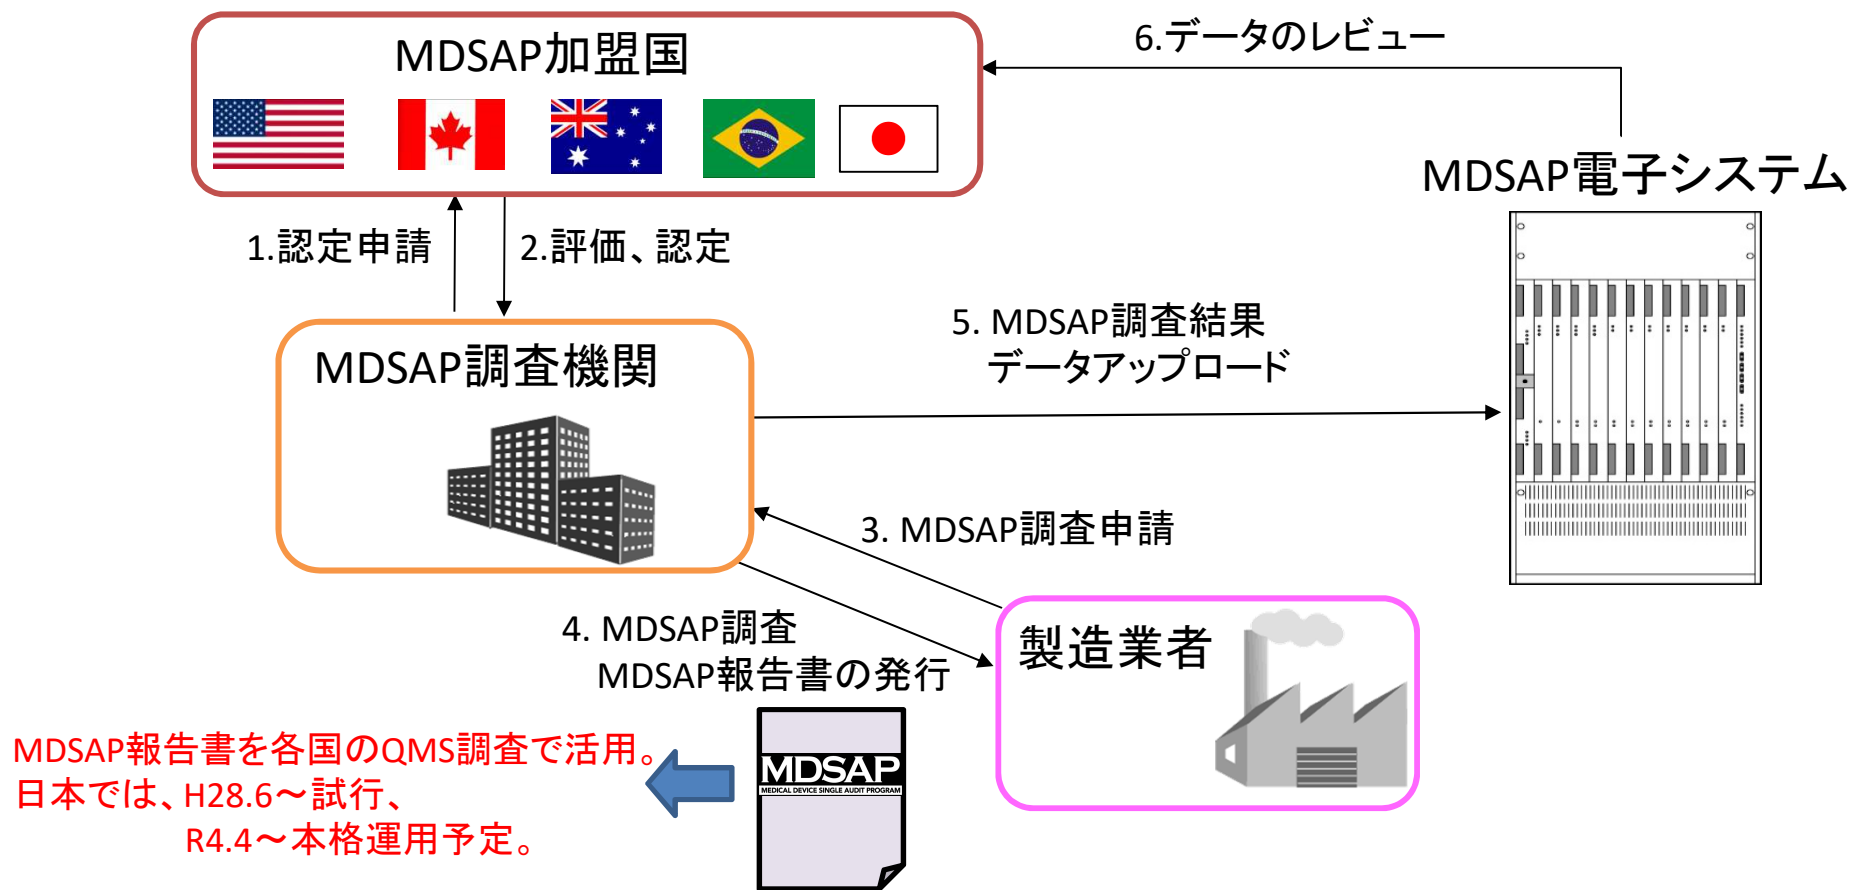 MDSAP加盟国
6.データのレビュー
MDSAP電子システム
1.認定申請
2.評価、認定
5. MDSAP調査結果
データアップロード
MDSAP調査機関
3. MDSAP調査申請
4. MDSAP調査
MDSAP報告書の発行
製造業者
MDSAP
MEDICAL DEVICE SINGLE AUDIT PROGRAM
MDSAP報告書を各国のQMS調査で活用。
日本では、H28.6～試行、
R4.4～本格運用予定。